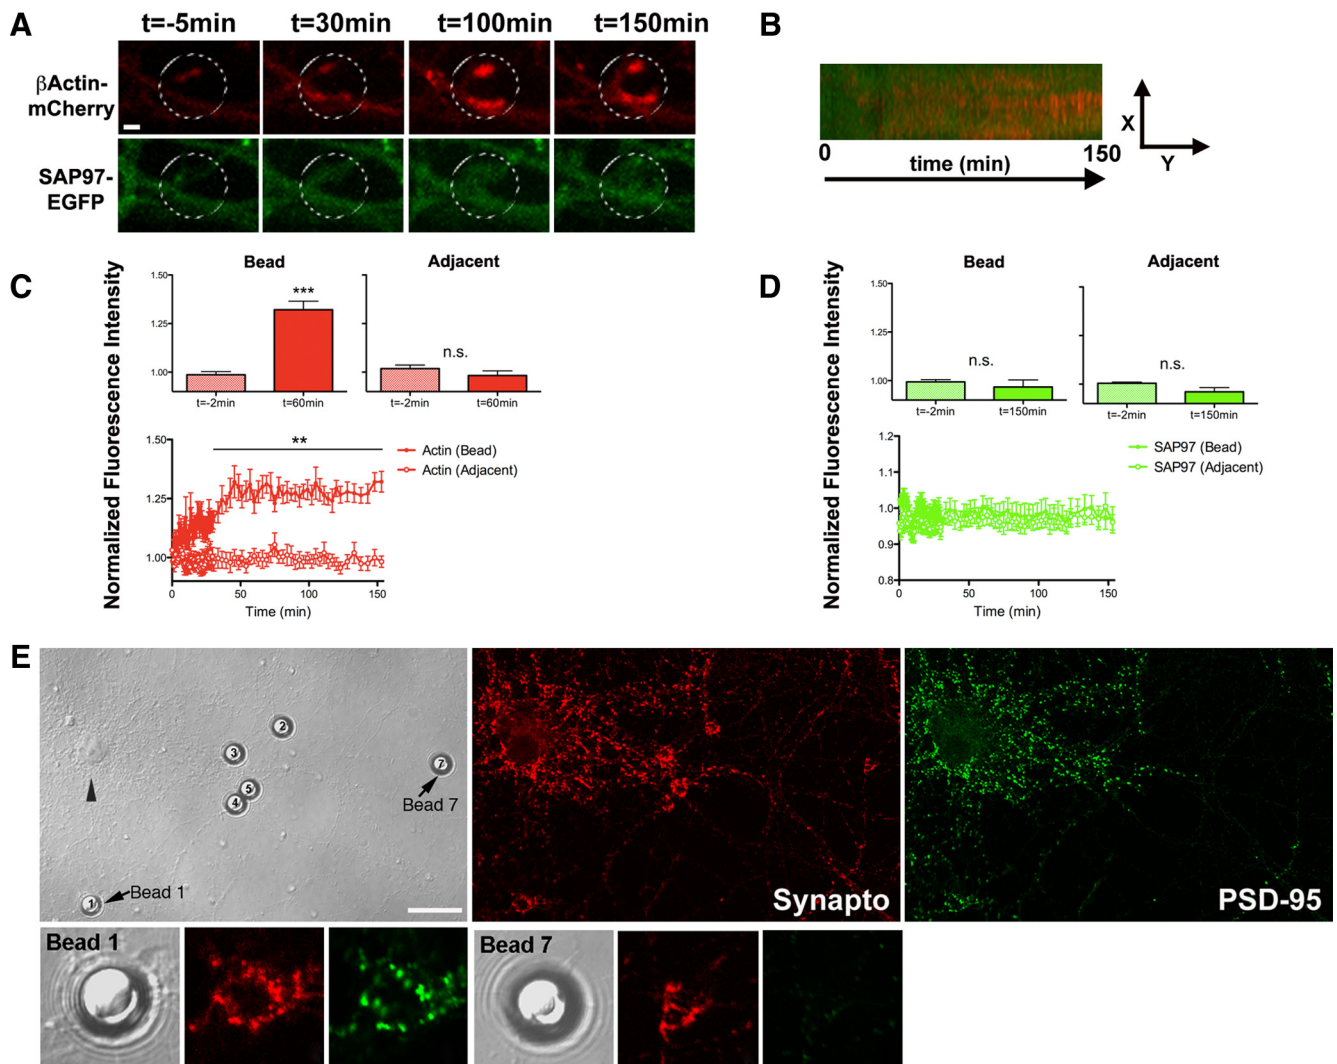 A
t=-5min t=30min t=100min t=150min
βActin-
mCherry
SAP97-
EGFP
B
X
Y
0 150
time (min)
C
Normalized Fluorescence Intensity
Bead Adjacent
1.50
1.25
1.00
***
n.s.
t=-2min t=60min t=-2min t=60min
Normalized Fluorescence Intensity
1.50
1.25
1.00
**
Actin (Bead)
Actin (Adjacent)
0 50 100 150
Time (min)
D
Normalized Fluorescence Intensity
Bead Adjacent
1.50
1.25
1.00
n.s. n.s.
t=-2min t=150min t=-2min t=150min
1.2
1.1
1.0
0.9
0.8
SAP97 (Bead)
SAP97 (Adjacent)
0 50 100 150
Time (min)
E
2
3
7
5
4
Bead 7
1
Bead 1
Synapto
PSD-95
Bead 1
Bead 7